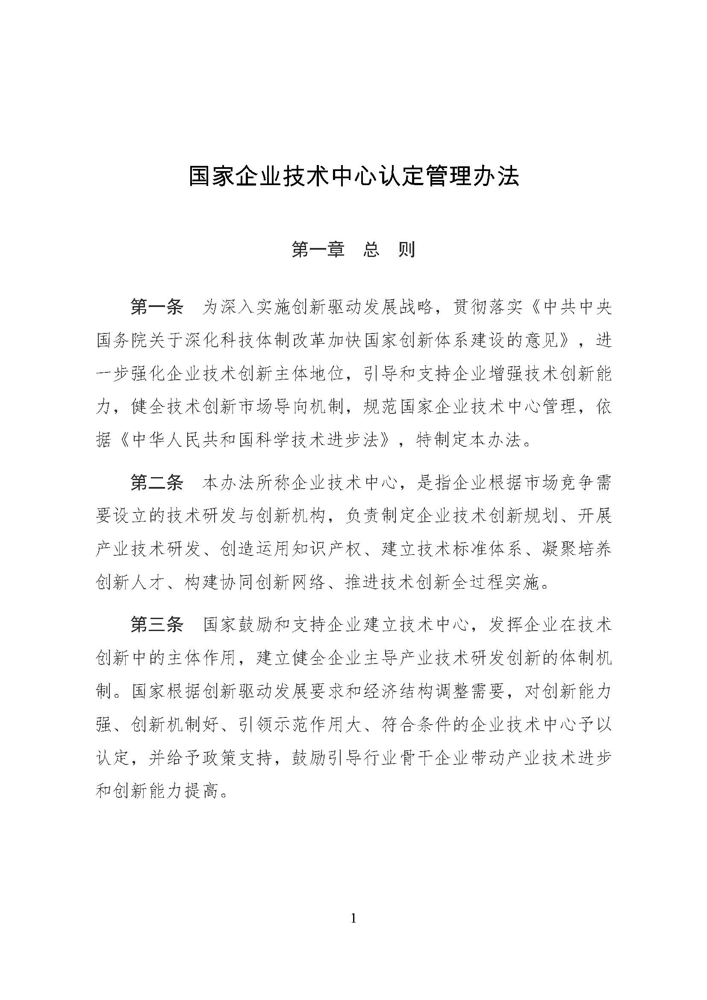 国家企业技术中心认定管理办法
第一章　总　则
第一条　为深入实施创新驱动发展战略，贯彻落实《中共中央
国务院关于深化科技体制改革加快国家创新体系建设的意见》，进
一步强化企业技术创新主体地位，引导和支持企业增强技术创新能
力，健全技术创新市场导向机制，规范国家企业技术中心管理，依
据《中华人民共和国科学技术进步法》，特制定本办法。
第二条　本办法所称企业技术中心，是指企业根据市场竞争需
要设立的技术研发与创新机构，负责制定企业技术创新规划、开展
产业技术研发、创造运用知识产权、建立技术标准体系、凝聚培养
创新人才、构建协同创新网络、推进技术创新全过程实施。
第三条　国家鼓励和支持企业建立技术中心，发挥企业在技术
创新中的主体作用，建立健全企业主导产业技术研发创新的体制机
制。国家根据创新驱动发展要求和经济结构调整需要，对创新能力
强、创新机制好、引领示范作用大、符合条件的企业技术中心予以
认定，并给予政策支持，鼓励引导行业骨干企业带动产业技术进步
和创新能力提高。
1